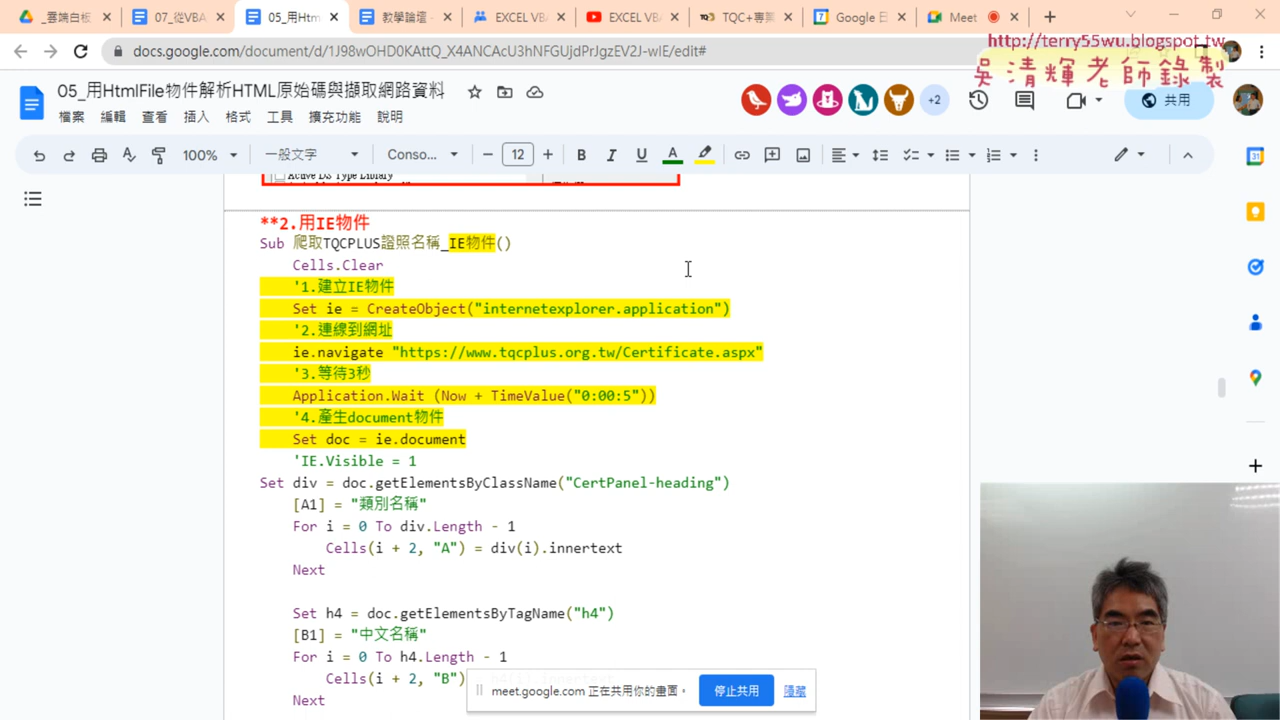 _雲端白板
07_從VBA
05_用Htm
教學論壇 -
EXCEL VBA
EXCEL VBA
TQC+專業
Google 日
Meet
docs.google.com/document/d/1J98wOHD0KAttQ_X4ANCAcU3hNFGUjdPrJgzEV2J-wIE/edit#
http://terry55wu.blogspot.tw
吳清輝老師錄製
05_用HtmlFile物件解析HTML原始碼與擷取網路資料
+2
共用
檔案 編輯 查看 插入 格式 工具 擴充功能 說明
100% 一般文字 Conso... 12 B I U A
Active DS Type Library
**2.用IE物件
Sub 爬取TQCPLUS證照名稱_IE物件()
Cells.Clear
'1.建立IE物件
Set ie = CreateObject("internetexplorer.application")
'2.連線到網址
ie.navigate "https://www.tqcplus.org.tw/Certificate.aspx"
'3.等待3秒
Application.Wait (Now + TimeValue("0:00:5"))
'4.產生document物件
Set doc = ie.document
'IE.Visible = 1
Set div = doc.getElementsByClassName("CertPanel-heading")
[A1] = "類別名稱"
For i = 0 To div.Length - 1
Cells(i + 2, "A") = div(i).innertext
Next
Set h4 = doc.getElementsByTagName("h4")
[B1] = "中文名稱"
For i = 0 To h4.Length - 1
Cells(i + 2, "B")
Next
meet.google.com 正在共用你的畫面。 停止共用 隱藏